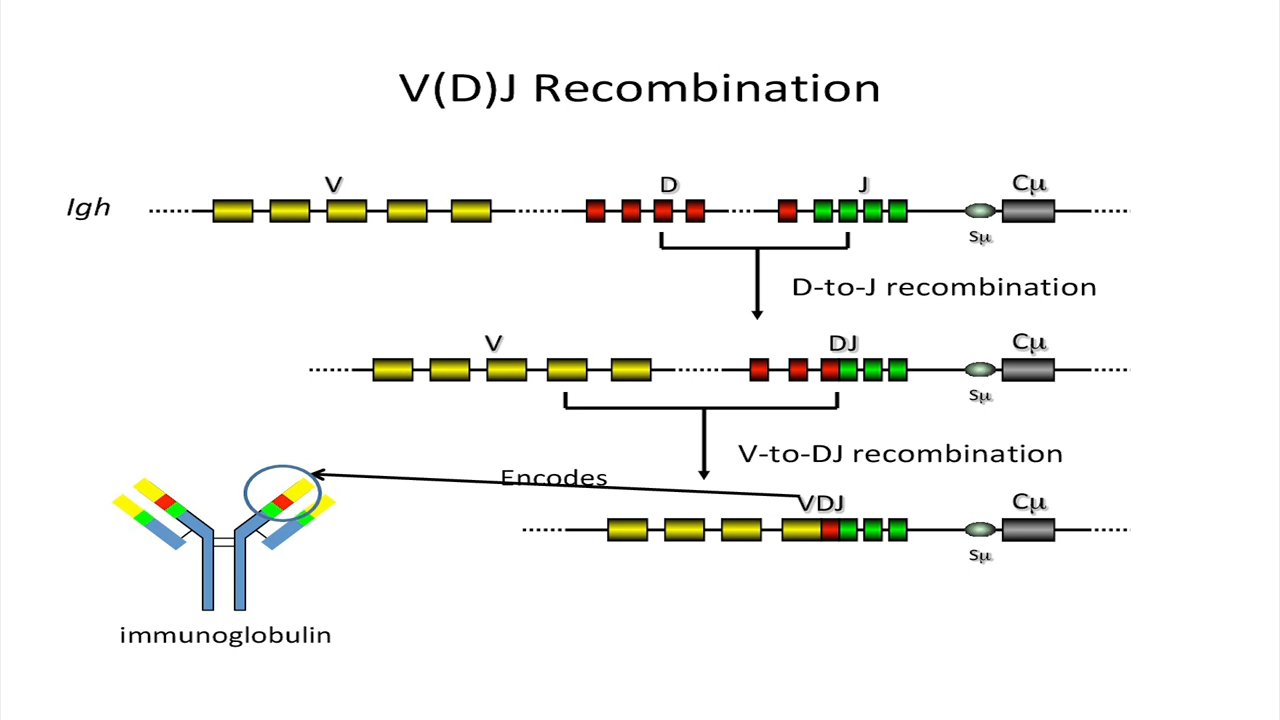 V(D)J Recombination
V D J Cμ
Igh
Sμ
D-to-J recombination
V DJ Cμ
Sμ
V-to-DJ recombination
Encodes
VDJ Cμ
Sμ
immunoglobulin